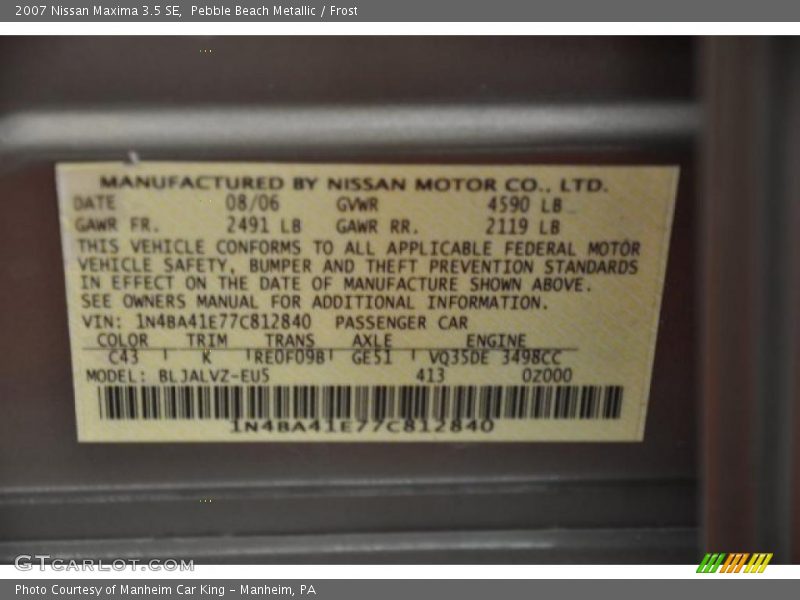 2007 Nissan Maxima 3.5 SE, Pebble Beach Metallic / Frost
MANUFACTURED BY NISSAN MOTOR CO., LTD.
DATE 08/06 GVWR 4590 LB
GAWR FR. 2491 LB GAWR RR. 2119 LB
THIS VEHICLE CONFORMS TO ALL APPLICABLE FEDERAL MOTOR
VEHICLE SAFETY, BUMPER AND THEFT PREVENTION STANDARDS
IN EFFECT ON THE DATE OF MANUFACTURE SHOWN ABOVE.
SEE OWNERS MANUAL FOR ADDITIONAL INFORMATION.
VIN: 1N4BA41E77C812840 PASSENGER CAR
COLOR TRIM TRANS AXLE ENGINE
C43 K RE0F09B GE51 VQ35DE 3498CC
MODEL: BLJALVZ-EU5 413 0Z000
1N4BA41E77C812840
GTCARLOT.COM
Photo Courtesy of Manheim Car King - Manheim, PA